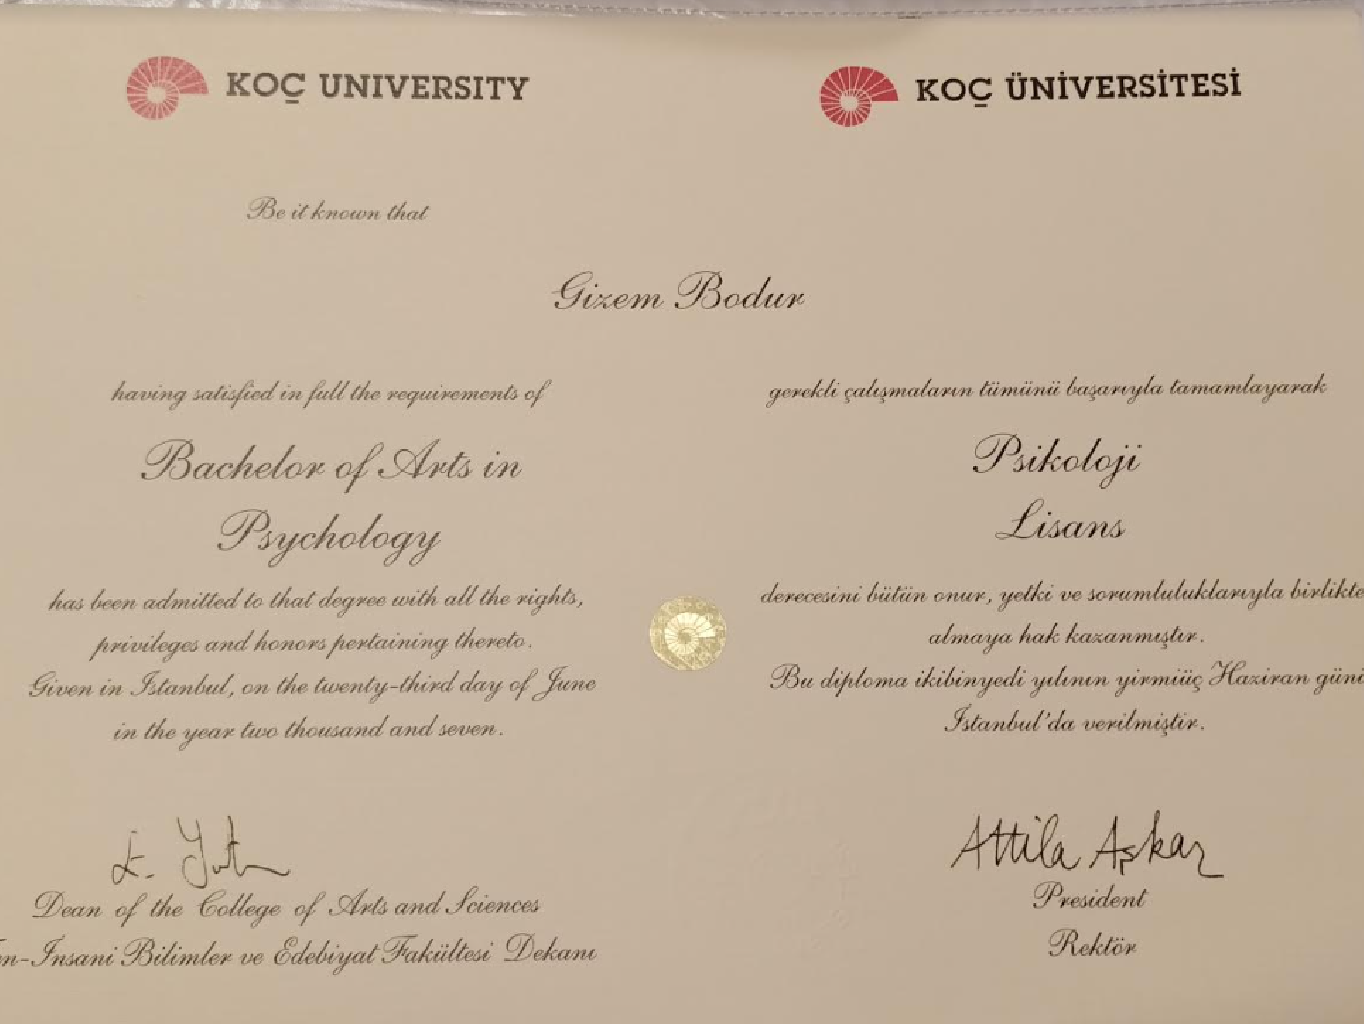 KOÇ UNIVERSITY
KOÇ ÜNİVERSİTESİ
Be it known that
Gizem Bodur
having satisfied in full the requirements of
Bachelor of Arts in
Psychology
has been admitted to that degree with all the rights,
privileges and honors pertaining thereto.
Given in Istanbul, on the twenty-third day of June
in the year two thousand and seven.
gerekli çalışmaların tümünü başarıyla tamamlayarak
Psikoloji
Lisans
derecesini bütün onur, yetki ve sorumluluklarıyla birlikte
almaya hak kazanmıştır.
Bu diploma ikibinyedi yılının yirmiüç Haziran günü
İstanbul'da verilmiştir.
Dean of the College of Arts and Sciences
n-İnsani Bilimler ve Edebiyat Fakültesi Dekanı
Attila Aşkar
President
Rektör